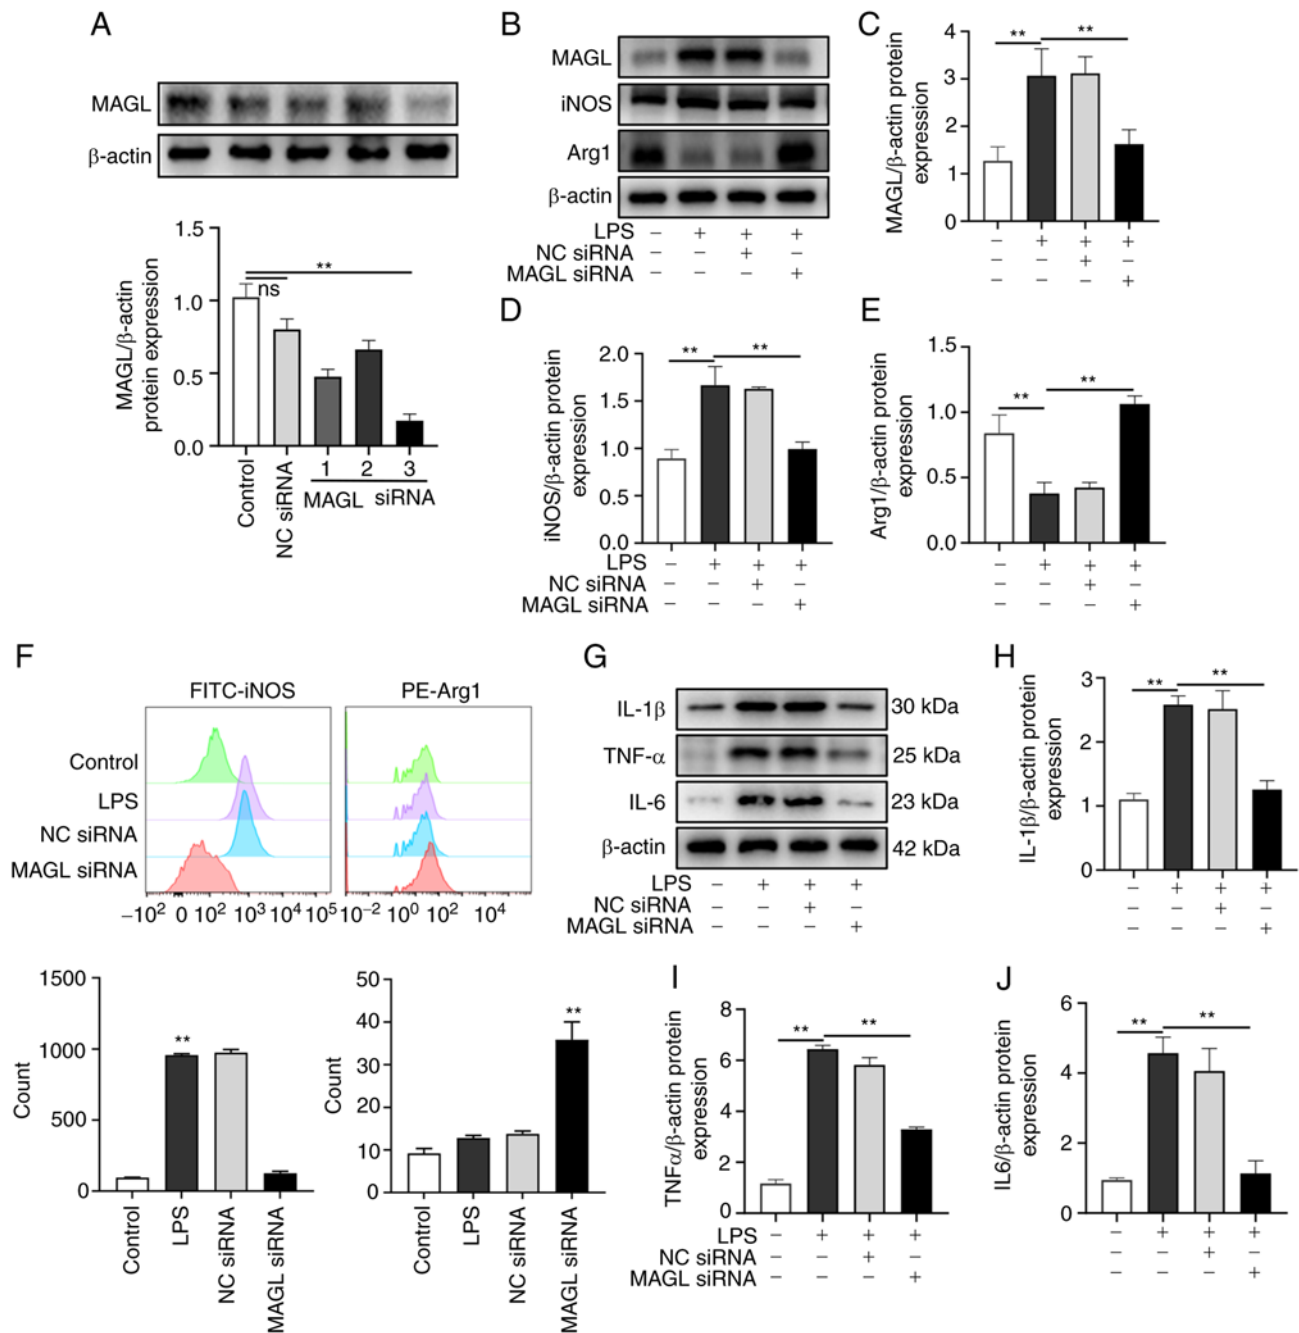 A
MAGL
β-actin
1.5
1.0
0.5
0.0
MAGL/β-actin
protein expression
**
ns
Control
NC siRNA
1 2 3
MAGL siRNA
B
MAGL
iNOS
Arg1
β-actin
LPS − + + +
NC siRNA − − + −
MAGL siRNA − − − +
C
MAGL/β-actin protein
expression
4
3
2
1
0
** **
− + + +
− − + −
− − − +
D
iNOS/β-actin protein
expression
2.0
1.5
1.0
0.5
0.0
** **
LPS − + + +
NC siRNA − − + −
MAGL siRNA − − − +
E
Arg1/β-actin protein
expression
1.5
1.0
0.5
0.0
** **
− + + +
− − + −
− − − +
F
FITC-iNOS PE-Arg1
Control
LPS
NC siRNA
MAGL siRNA
−10² 0 10² 10³ 10⁴ 10⁵ 10−² 10⁰ 10² 10⁴
Count
1500
1000
500
0
**
Control
LPS
NC siRNA
MAGL siRNA
Count
50
40
30
20
10
0
**
Control
LPS
NC siRNA
MAGL siRNA
G
IL-1β 30 kDa
TNF-α 25 kDa
IL-6 23 kDa
β-actin 42 kDa
LPS − + + +
NC siRNA − − + −
MAGL siRNA − − − +
H
IL-1β/β-actin protein
expression
3
2
1
0
** **
− + + +
− − + −
− − − +
I
TNFα/β-actin protein
expression
8
6
4
2
0
** **
LPS − + + +
NC siRNA − − + −
MAGL siRNA − − − +
J
IL6/β-actin protein
expression
6
4
2
0
** **
− + + +
− − + −
− − − +